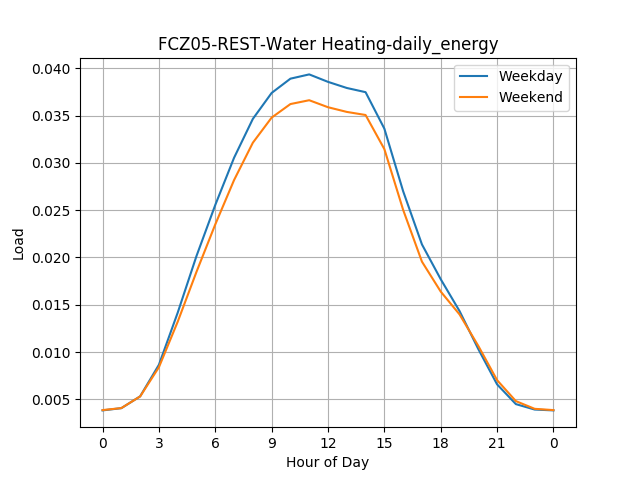 FCZ05-REST-Water Heating-daily_energy
Weekday
Weekend
0.040
0.035
0.030
0.025
0.020
0.015
0.010
0.005
Load
0 3 6 9 12 15 18 21 0
Hour of Day